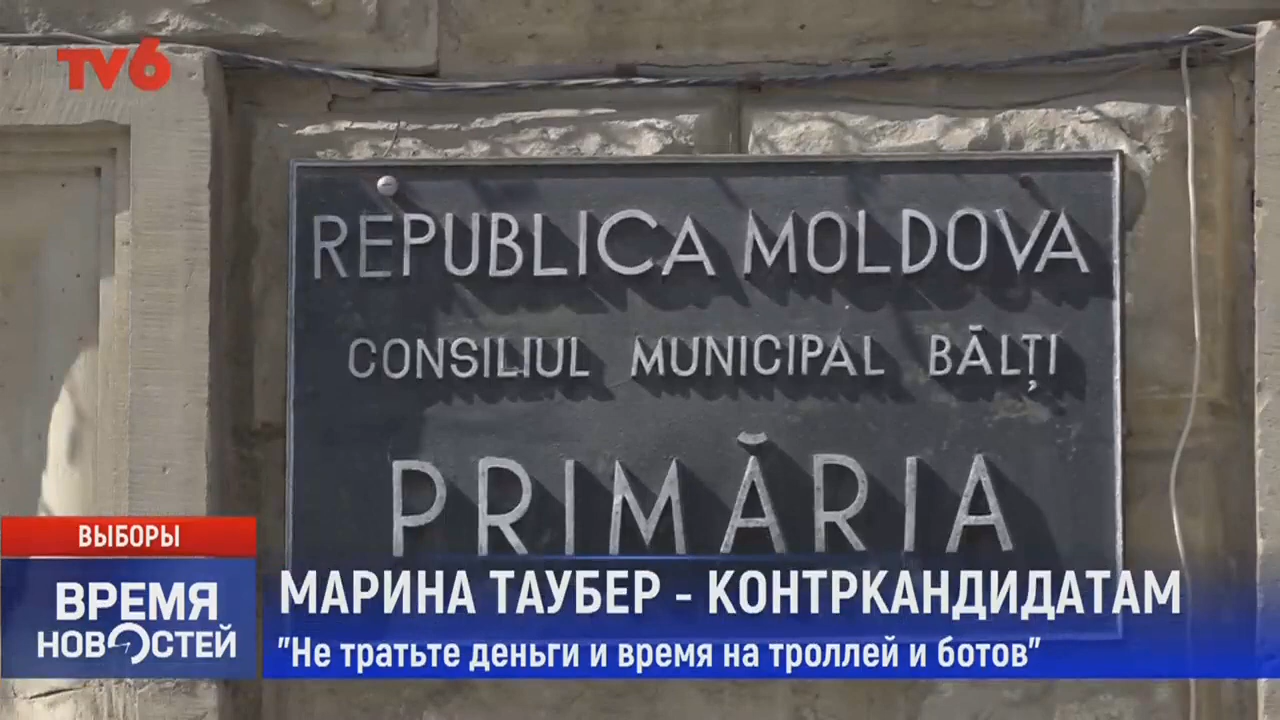 TV6
REPUBLICA MOLDOVA
CONSILIUL MUNICIPAL BĂLȚI
PRIMĂRIA
ВЫБОРЫ
ВРЕМЯ
НОВОСТЕЙ
МАРИНА ТАУБЕР - КОНТРКАНДИДАТАМ
"Не тратьте деньги и время на троллей и ботов"